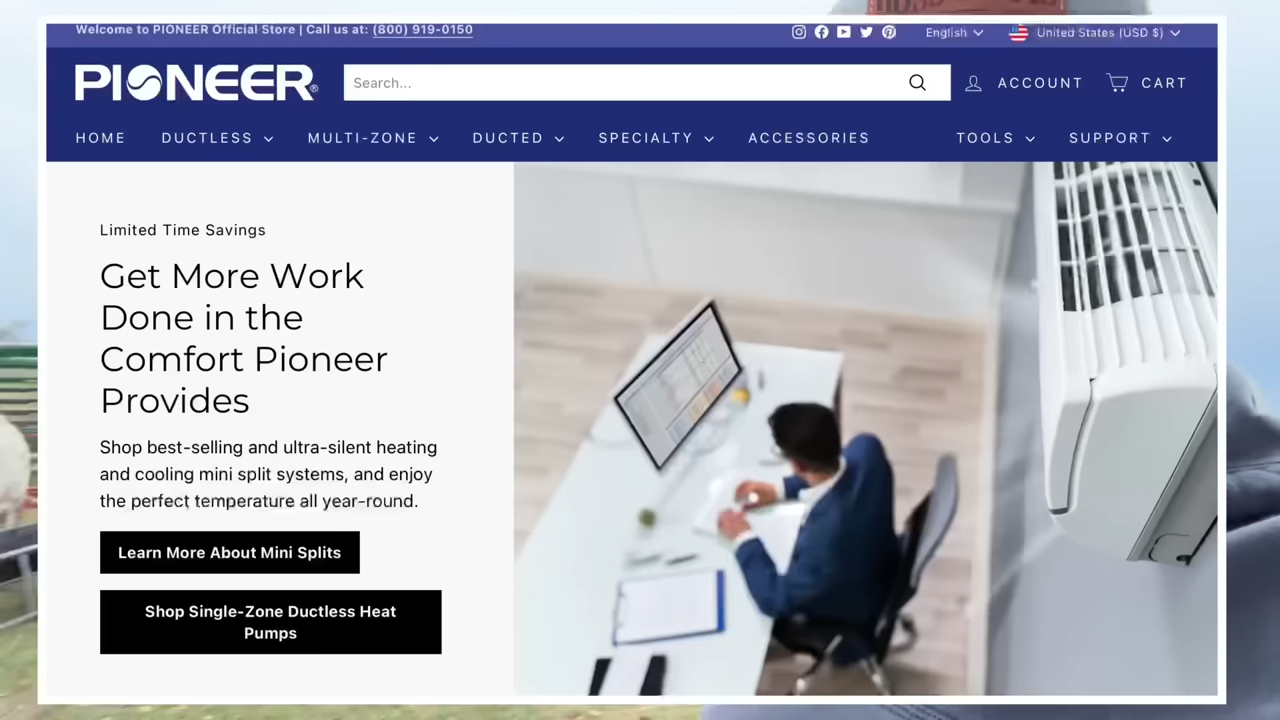 Welcome to PIONEER Official Store | Call us at: (800) 919-0150
English
United States (USD $)
PIONEER®
Search...
ACCOUNT
CART
HOME
DUCTLESS
MULTI-ZONE
DUCTED
SPECIALTY
ACCESSORIES
TOOLS
SUPPORT
Limited Time Savings
Get More Work
Done in the
Comfort Pioneer
Provides
Shop best-selling and ultra-silent heating
and cooling mini split systems, and enjoy
the perfect temperature all year-round.
Learn More About Mini Splits
Shop Single-Zone Ductless Heat
Pumps